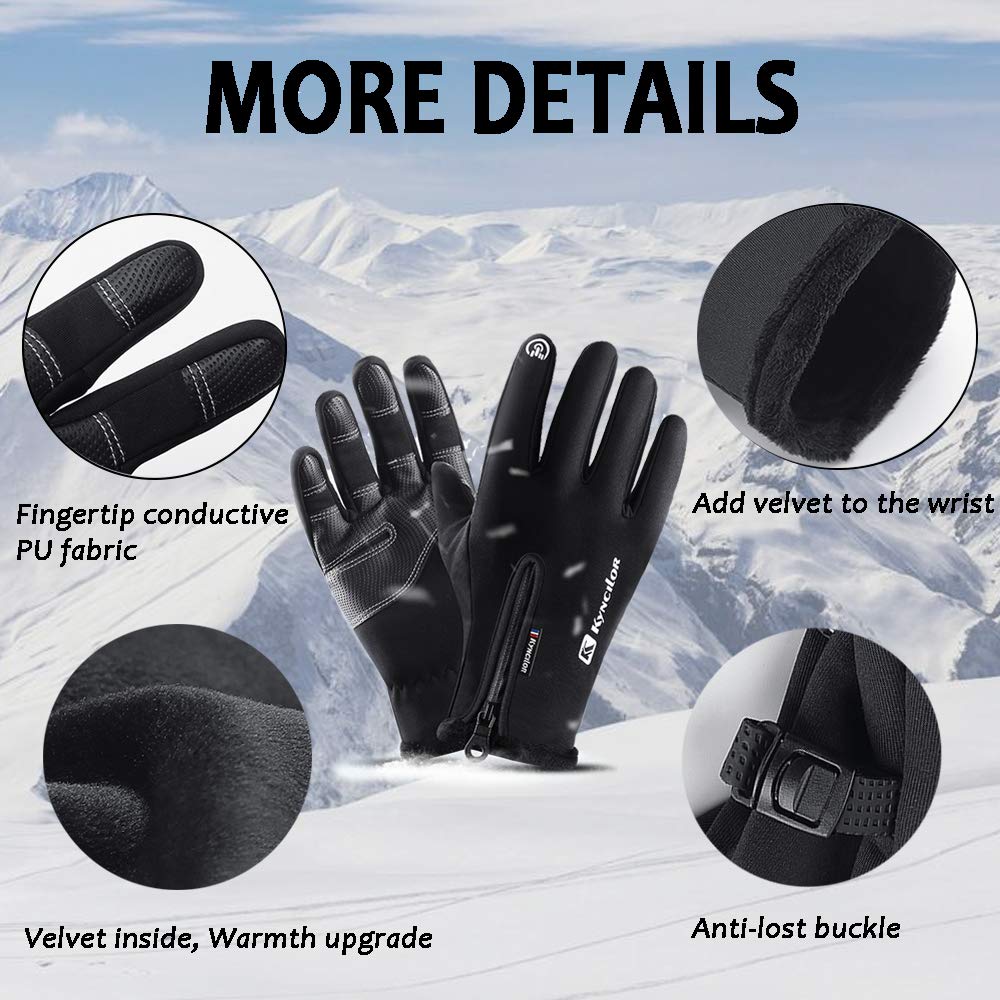 MORE DETAILS
Fingertip conductive
PU fabric
Add velvet to the wrist
KYNCILOR
KYNCILOR
Velvet inside, Warmth upgrade
Anti-lost buckle